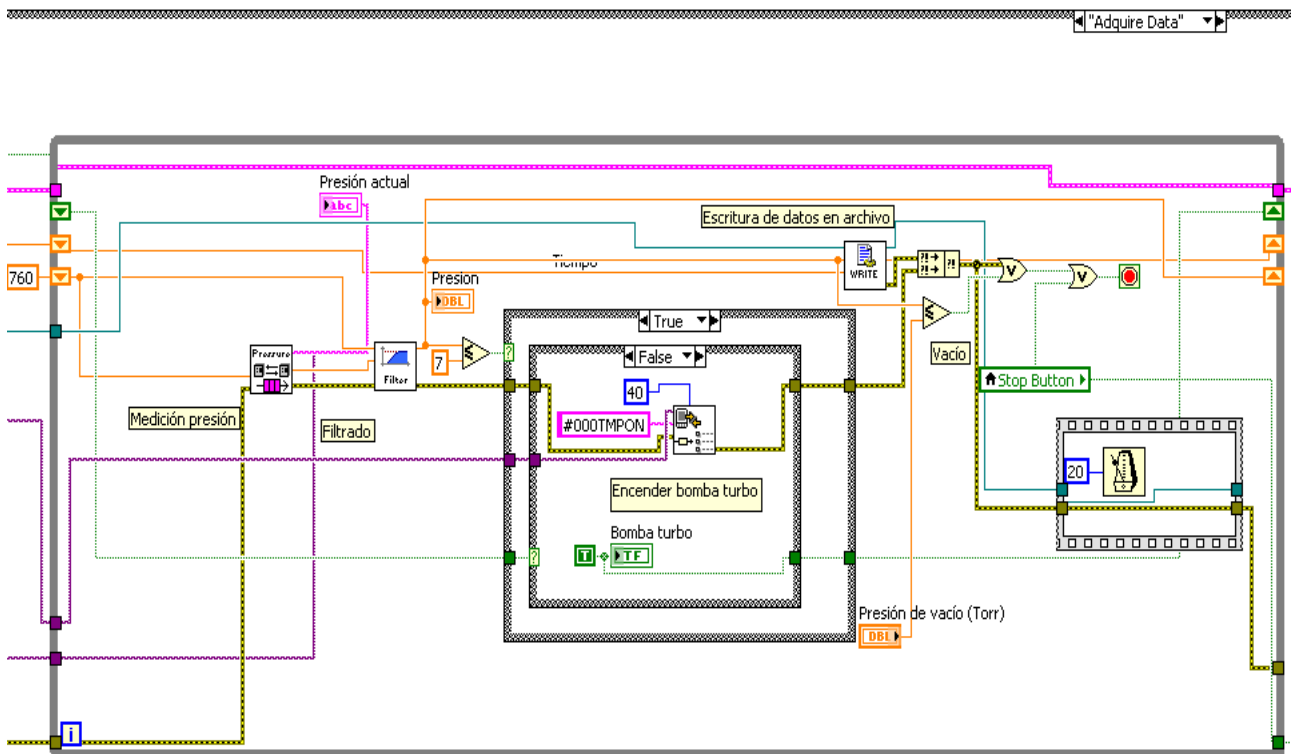 "Adquire Data"
Presión actual
abc
Escritura de datos en archivo
Tiempo
WRITE
760
Presion
DBL
True
7
Vacío
Pressure
Filter
False
Stop Button
40
Medición presión
Filtrado
#000TMPON
20
Encender bomba turbo
Bomba turbo
T
TF
Presión de vacío (Torr)
DBL
i